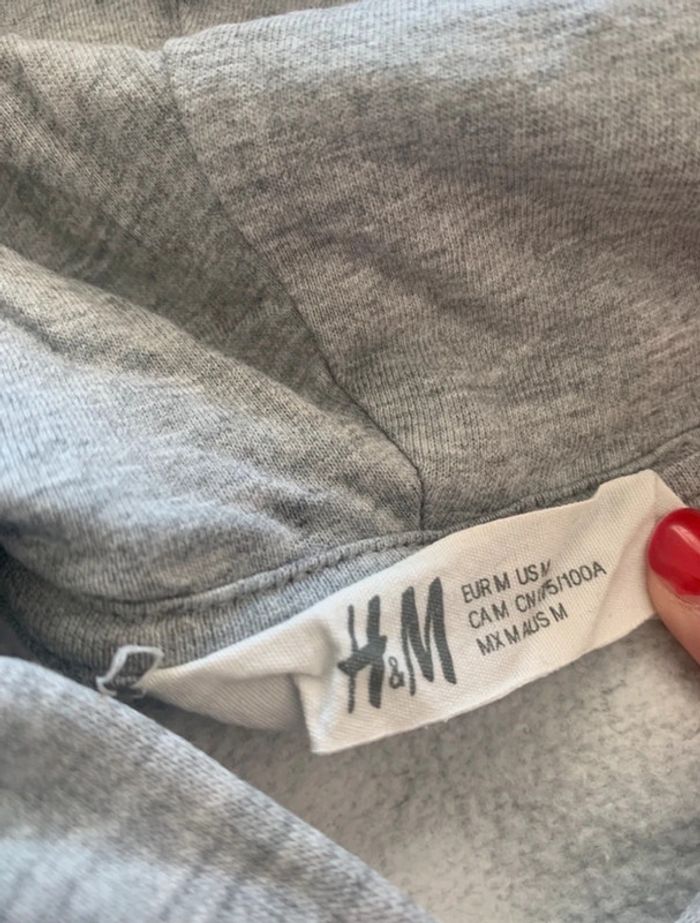 H&M
EUR M US M
CA M CN 175/100A
MX M AUS M